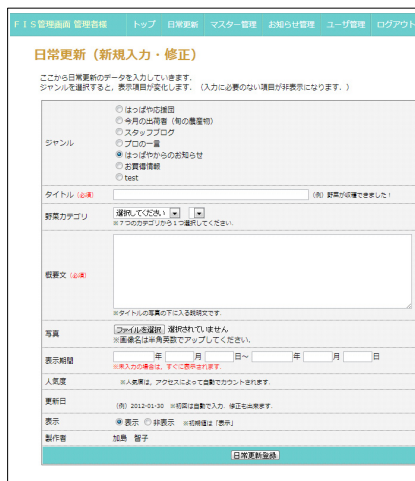 FIS管理画面 管理者様 トップ 日常更新 マスター管理 お知らせ管理 ユーザ管理 ログアウト
日常更新（新規入力・修正）
ここから日常更新のデータを入力していきます。
ジャンルを選択すると、表示項目が変化します。（入力に必要のない項目が非表示になります。）
ジャンル
はっぱや応援団
今月の出荷者（旬の農産物）
スタッフブログ
プロの一言
はっぱやからのお知らせ
お買得情報
test
タイトル (必須) (例) 野菜が収穫できました！
野菜カテゴリ 選択してください
※７つのカテゴリから１つ選択してください.
概要文 (必須)
※タイトルの写真の下に入る説明文です.
写真 ファイルを選択 選択されていません
※画像名は半角英数でアップしてください.
表示期間 年 月 日～ 年 月 日
※未入力の場合は, すぐに表示されます.
人気度 ※人気度は, アクセスによって自動でカウントされます.
更新日 (例) 2012-01-30 ※初回は自動で入力. 修正も出来ます.
表示 表示 非表示 ※初期値は「表示」
製作者 加島 智子
日常更新登録